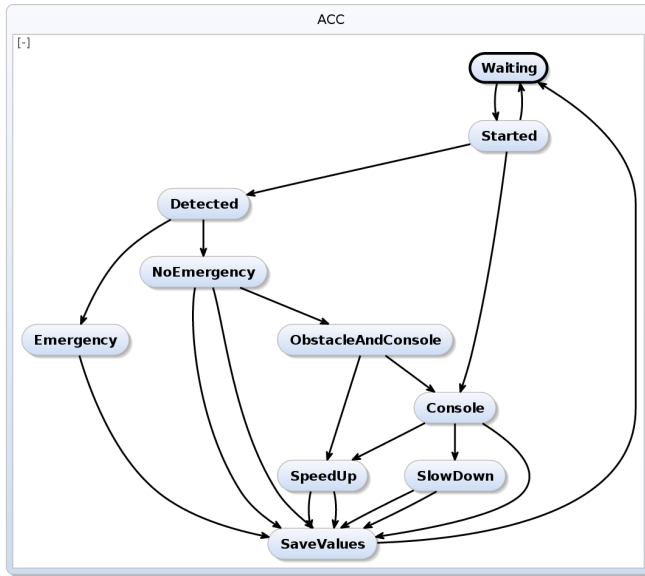 ACC
[-]
Waiting
Started
Detected
NoEmergency
Emergency
ObstacleAndConsole
Console
SpeedUp
SlowDown
SaveValues